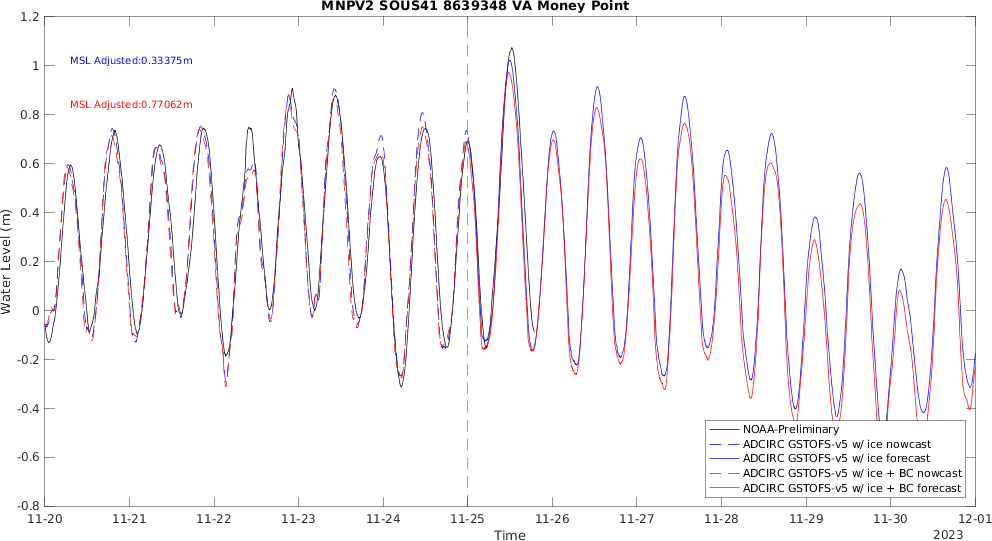 MNPV2 SOUS41 8639348 VA Money Point
MSL Adjusted:0.33375m
MSL Adjusted:0.77062m
Water Level (m)
1.2
1
0.8
0.6
0.4
0.2
0
-0.2
-0.4
-0.6
-0.8
NOAA-Preliminary
ADCIRC GSTOFS-v5 w/ ice nowcast
ADCIRC GSTOFS-v5 w/ ice forecast
ADCIRC GSTOFS-v5 w/ ice + BC nowcast
ADCIRC GSTOFS-v5 w/ ice + BC forecast
11-20 11-21 11-22 11-23 11-24 11-25 11-26 11-27 11-28 11-29 11-30 12-01
Time
2023